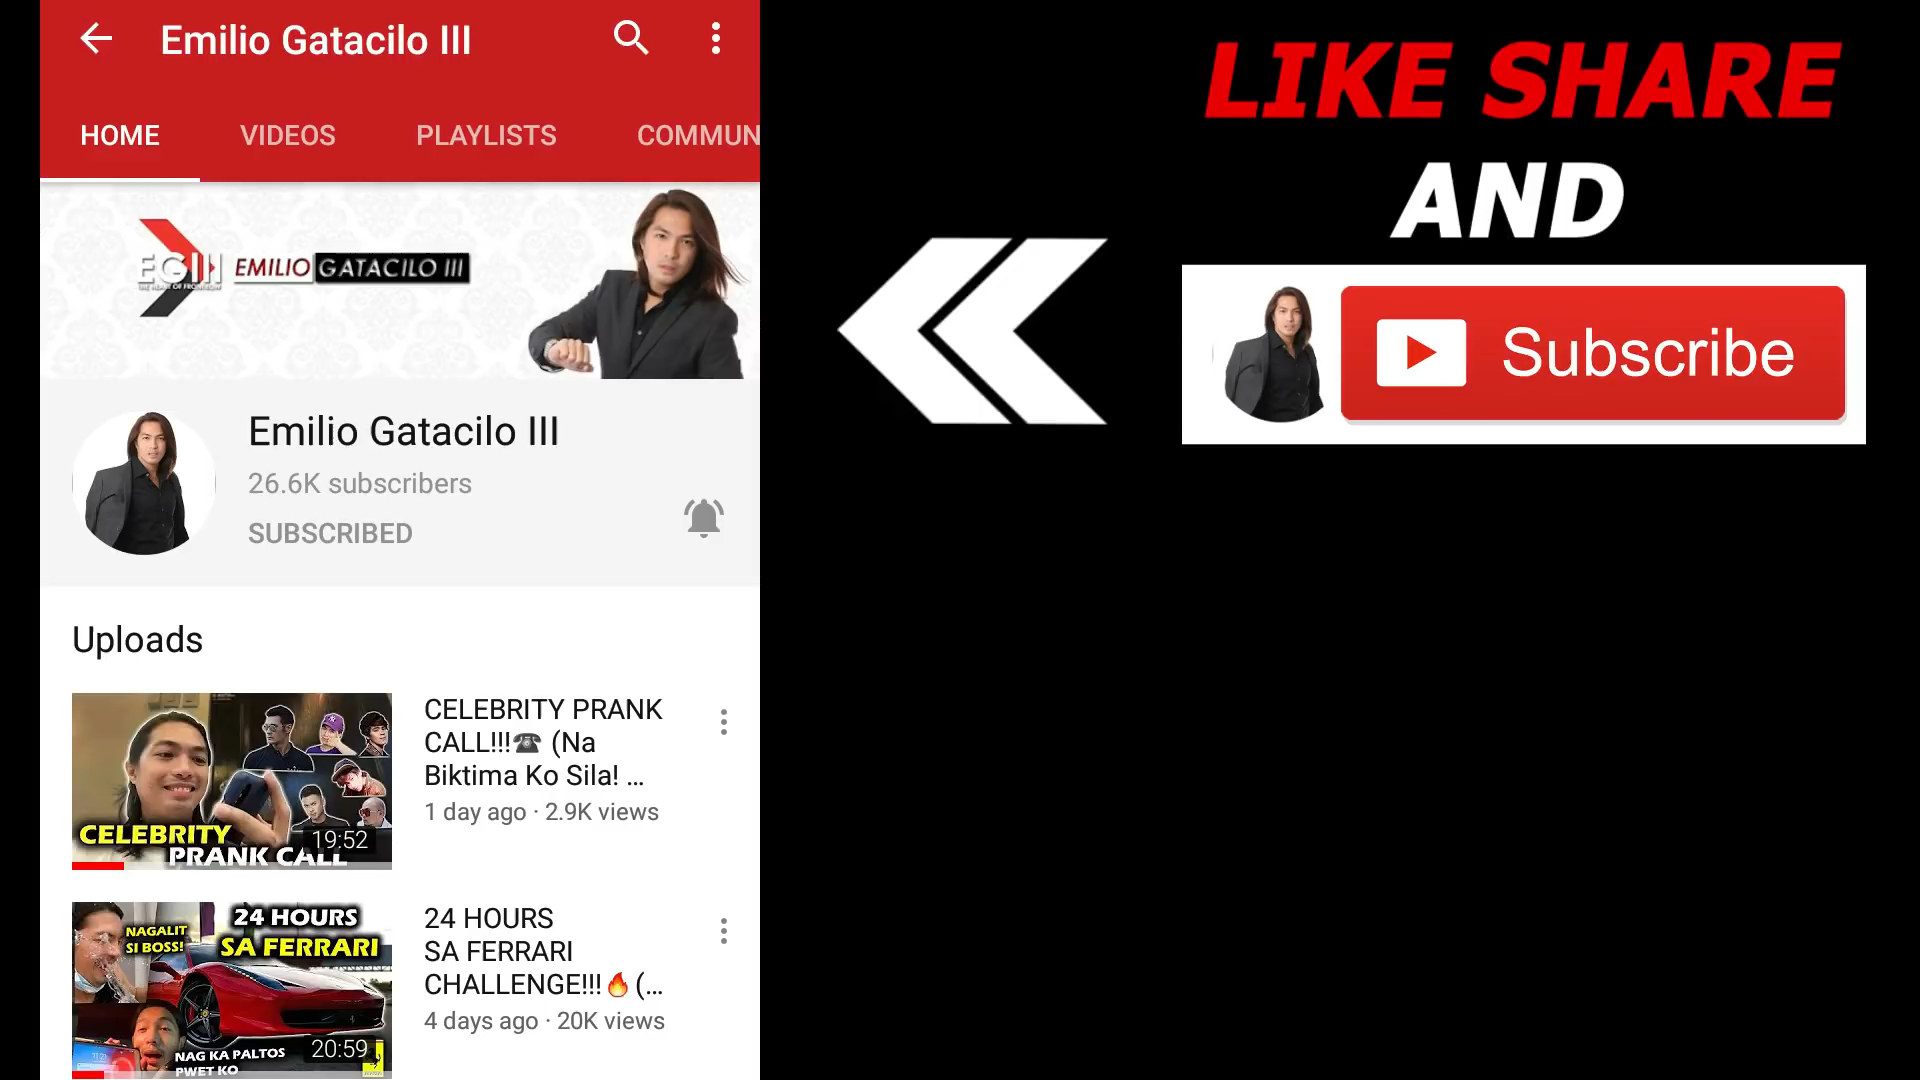 Emilio Gatacilo III
HOME VIDEOS PLAYLISTS COMMUN
EGIII
EMILIO GATACILO III
Emilio Gatacilo III
26.6K subscribers
SUBSCRIBED
Uploads
CELEBRITY
PRANK CALL
19:52
CELEBRITY PRANK
CALL!!!☎ (Na
Biktima Ko Sila! ...
1 day ago · 2.9K views
NAGALIT
SI BOSS!
24 HOURS
SA FERRARI
NAG KA PALTOS
PWET KO
20:59
24 HOURS
SA FERRARI
CHALLENGE!!!🔥 (...
4 days ago · 20K views
LIKE SHARE
AND
Subscribe